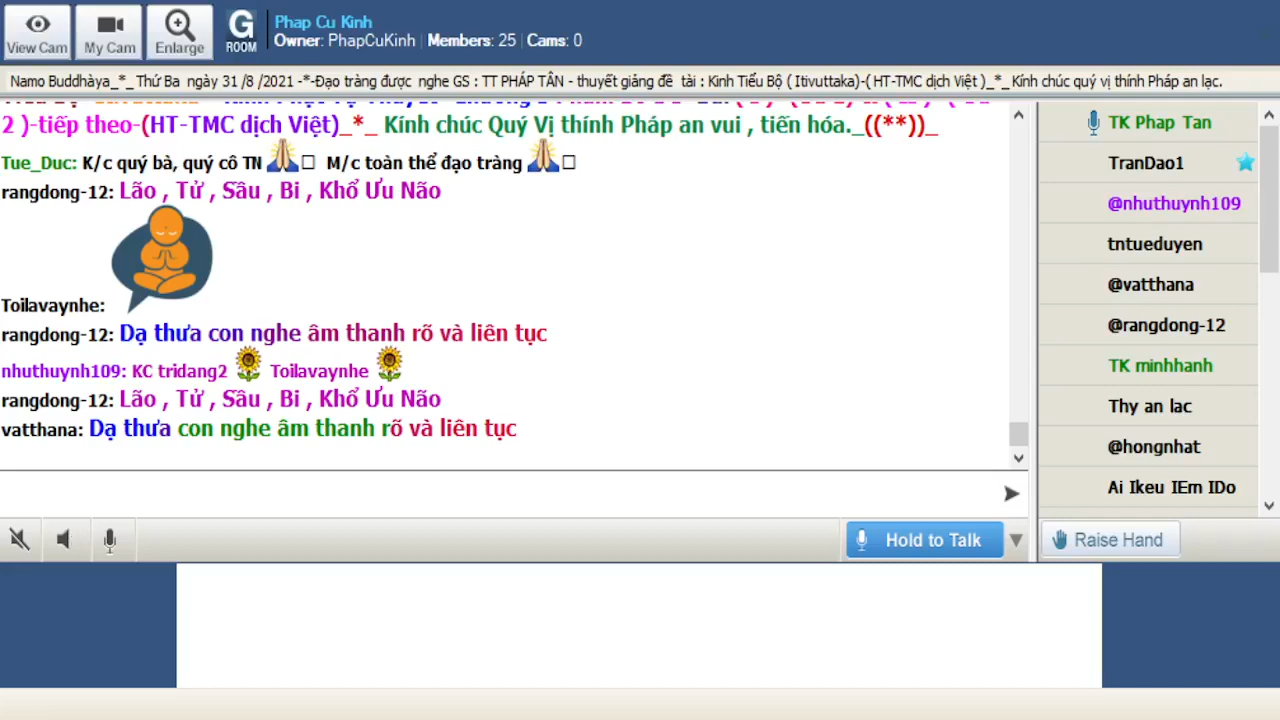 View Cam
My Cam
Enlarge
G
ROOM
Phap Cu Kinh
Owner: PhapCuKinh | Members: 25 | Cams: 0
Namo Buddhàya_*_ Thứ Ba ngày 31 /8 /2021 -*-Đạo tràng được nghe GS : TT PHÁP TÂN - thuyết giảng đề tài : Kinh Tiểu Bộ ( Itivuttaka)-( HT-TMC dịch Việt )_*_ Kính chúc quý vị thính Pháp an lạc.
2 )-tiếp theo-(HT-TMC dịch Việt)_*_ Kính chúc Quý Vị thính Pháp an vui , tiến hóa._((**))_
Tue_Duc: K/c quý bà, quý cô TN 🙏🏻 M/c toàn thể đạo tràng 🙏🏻
rangdong-12: Lão , Tử , Sầu , Bi , Khổ Ưu Não
Toilavaynhe:
rangdong-12: Dạ thưa con nghe âm thanh rõ và liên tục
nhuthuynh109: KC tridang2 🌻 Toilavaynhe 🌻
rangdong-12: Lão , Tử , Sầu , Bi , Khổ Ưu Não
vatthana: Dạ thưa con nghe âm thanh rõ và liên tục
TK Phap Tan
TranDao1
@nhuthuynh109
tntueduyen
@vatthana
@rangdong-12
TK minhhanh
Thy an lac
@hongnhat
Ai lkeu IEm IDo
Hold to Talk
Raise Hand